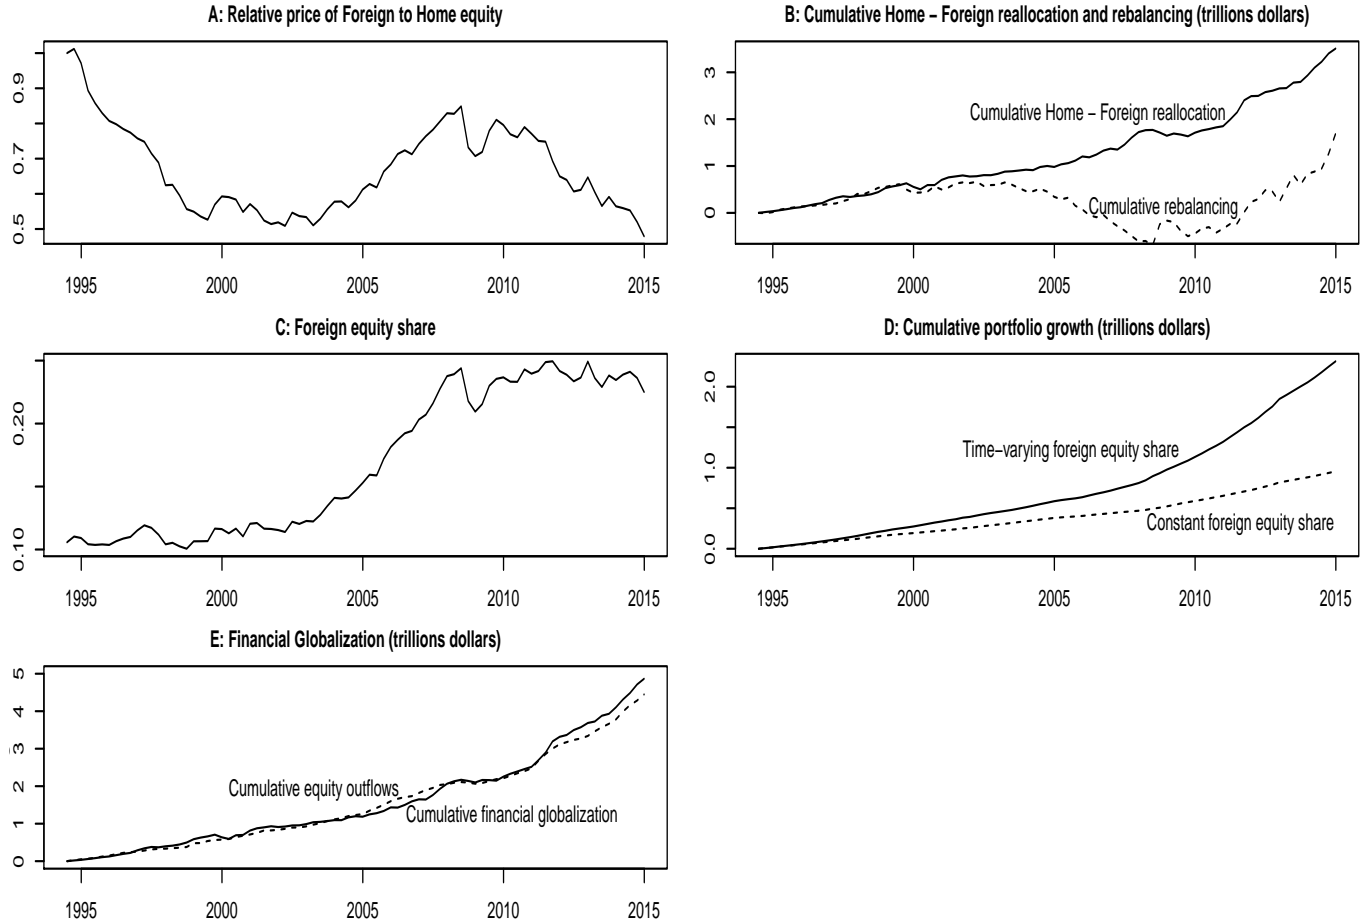 A: Relative price of Foreign to Home equity
0.9
0.7
0.5
1995 2000 2005 2010 2015
B: Cumulative Home – Foreign reallocation and rebalancing (trillions dollars)
3
2
1
0
Cumulative Home – Foreign reallocation
Cumulative rebalancing
1995 2000 2005 2010 2015
C: Foreign equity share
0.20
0.10
1995 2000 2005 2010 2015
D: Cumulative portfolio growth (trillions dollars)
2.0
1.0
0.0
Time–varying foreign equity share
Constant foreign equity share
1995 2000 2005 2010 2015
E: Financial Globalization (trillions dollars)
5
4
3
2
1
0
Cumulative equity outflows
Cumulative financial globalization
1995 2000 2005 2010 2015